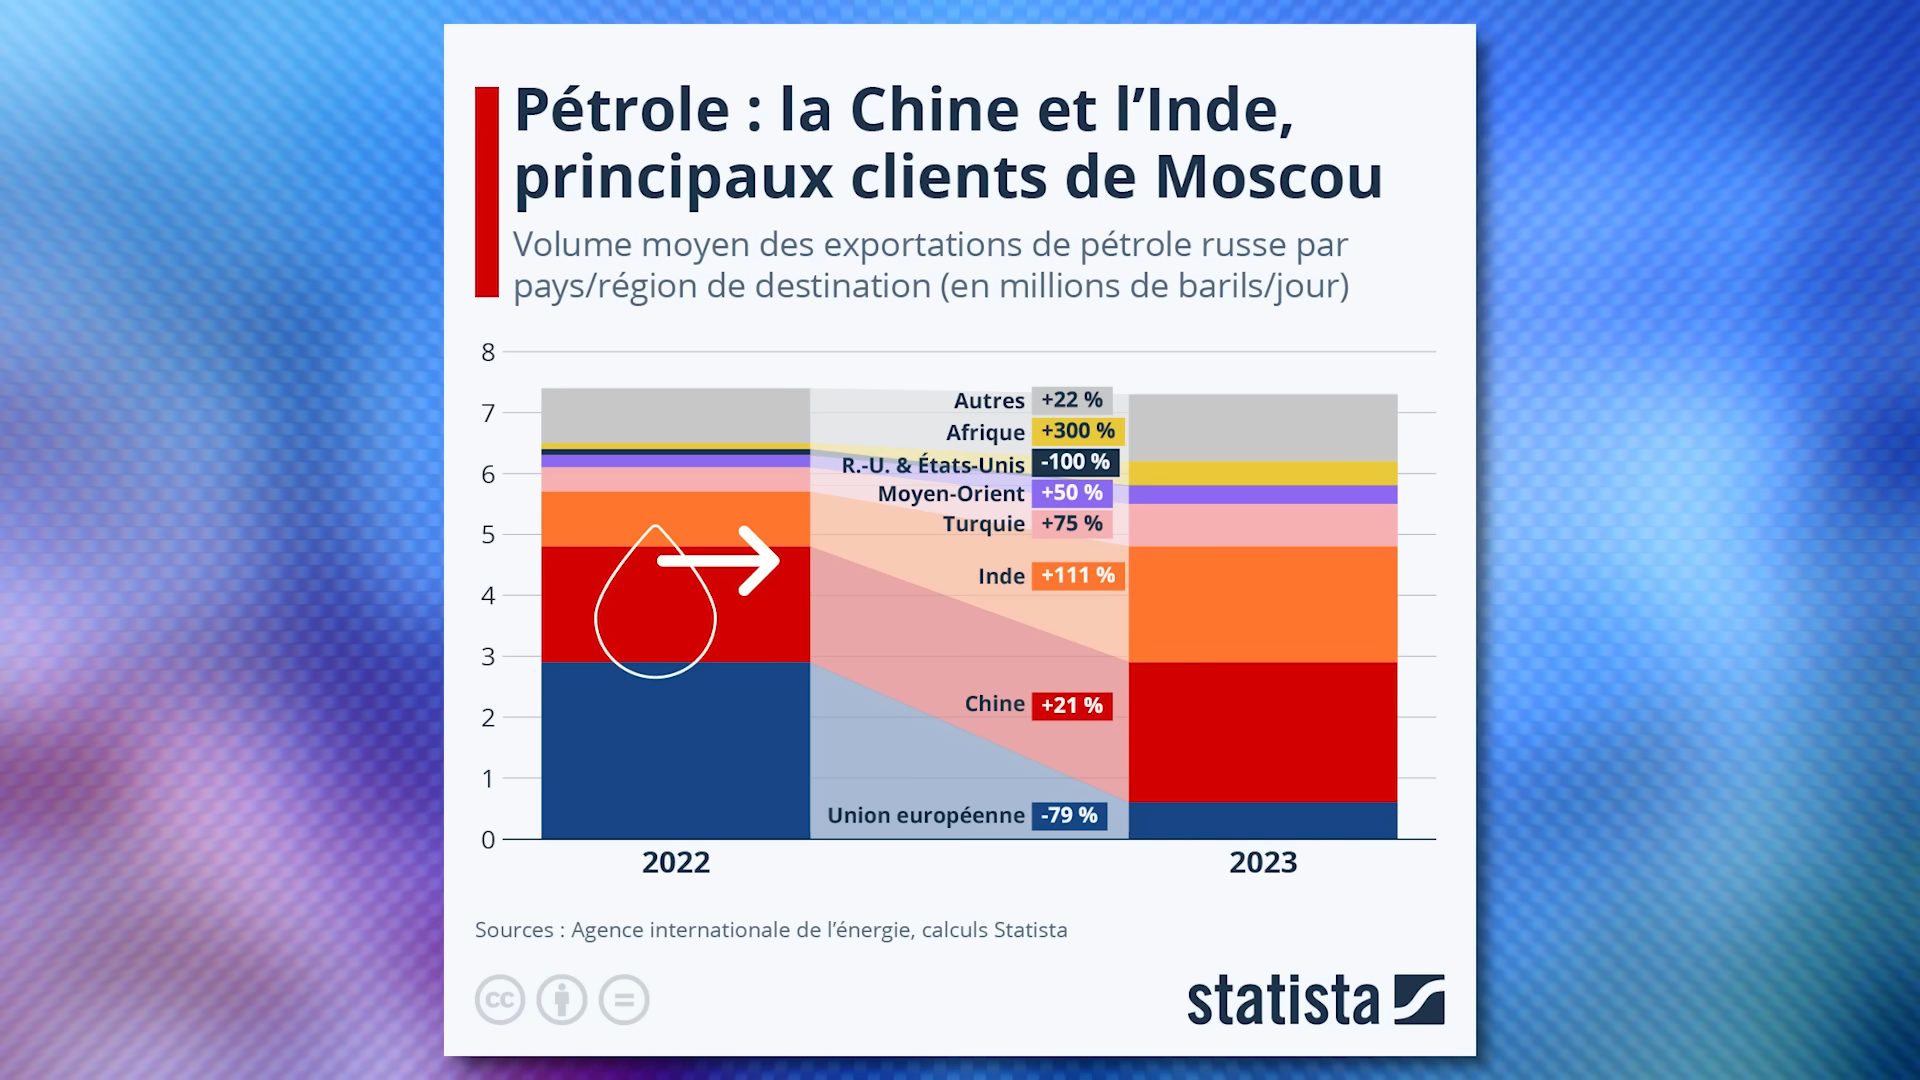 Pétrole : la Chine et l’Inde,
principaux clients de Moscou
Volume moyen des exportations de pétrole russe par
pays/région de destination (en millions de barils/jour)
8
7
6
5
4
3
2
1
0
Autres +22 %
Afrique +300 %
R.-U. & États-Unis -100 %
Moyen-Orient +50 %
Turquie +75 %
Inde +111 %
Chine +21 %
Union européenne -79 %
2022 2023
Sources : Agence internationale de l’énergie, calculs Statista
cc =
statista